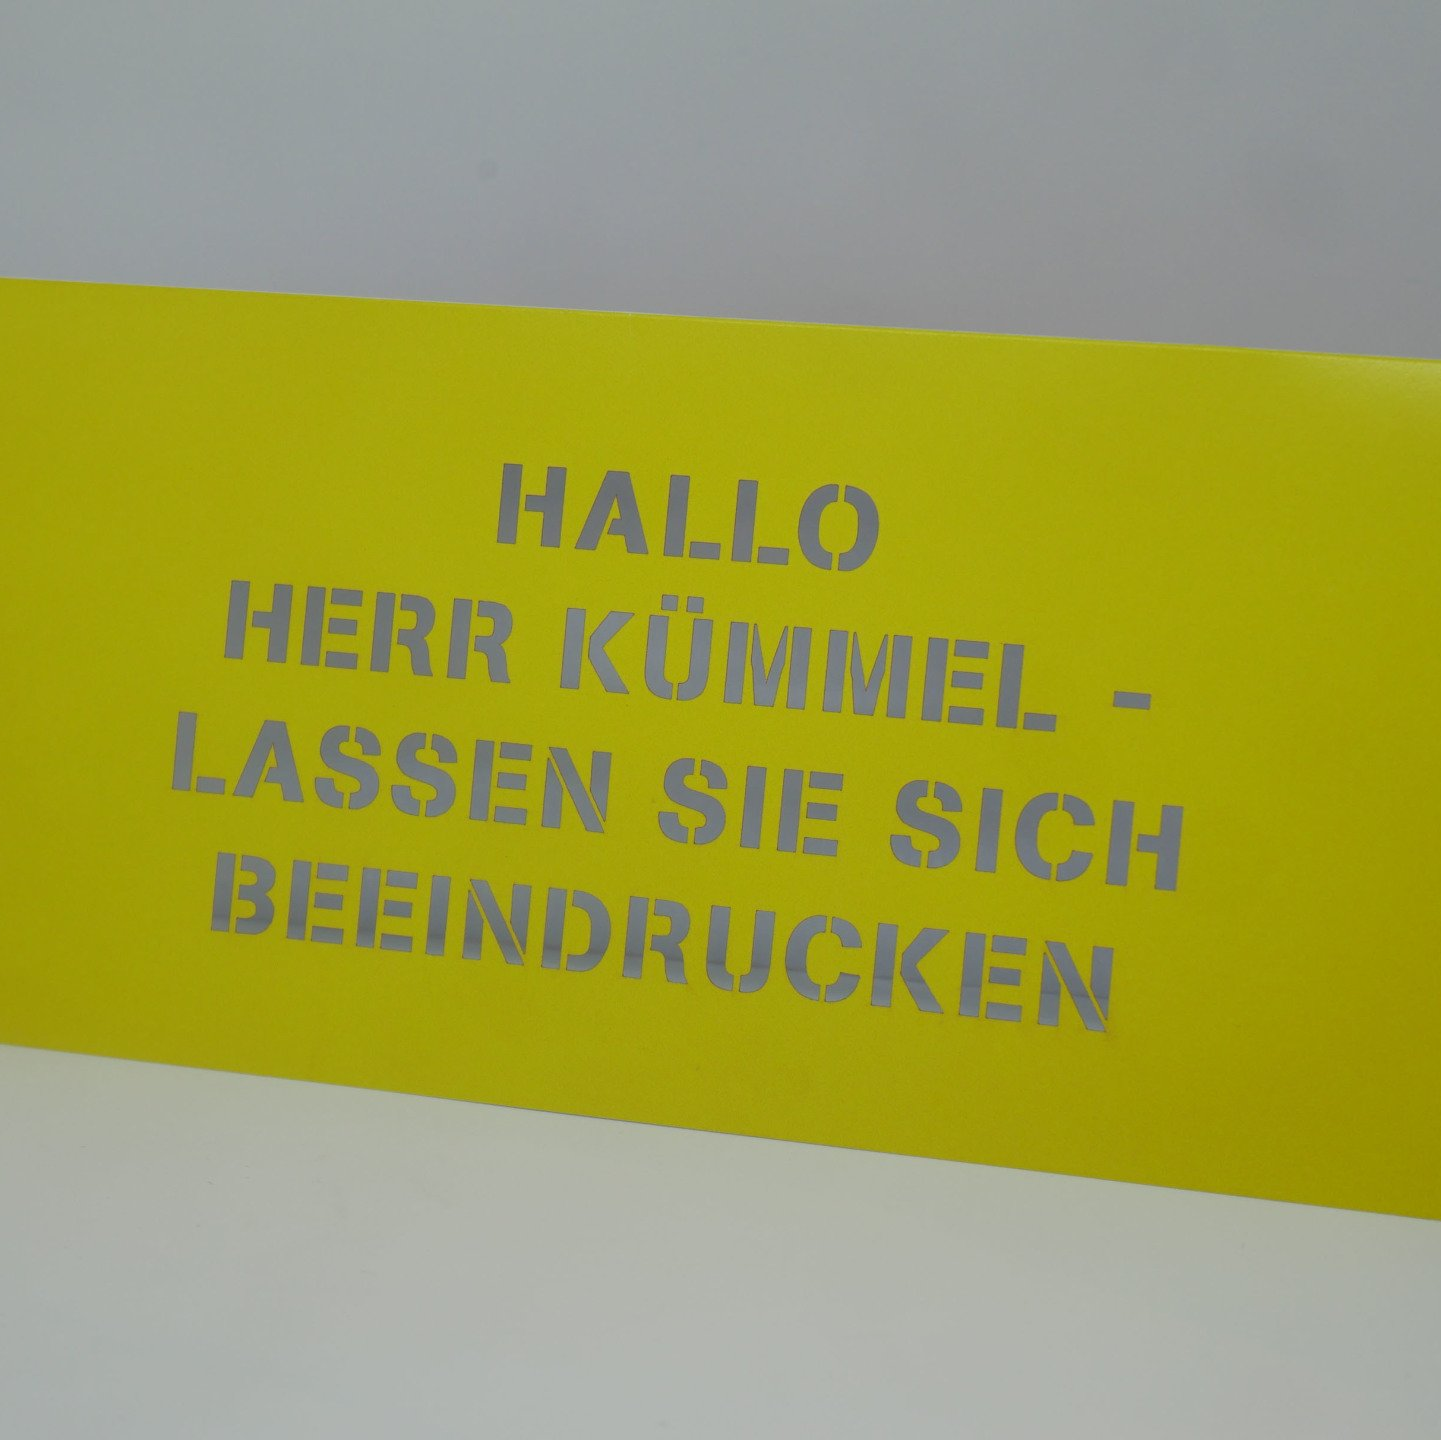 HALLO
HERR KÜMMEL -
LASSEN SIE SICH
BEEINDRUCKEN